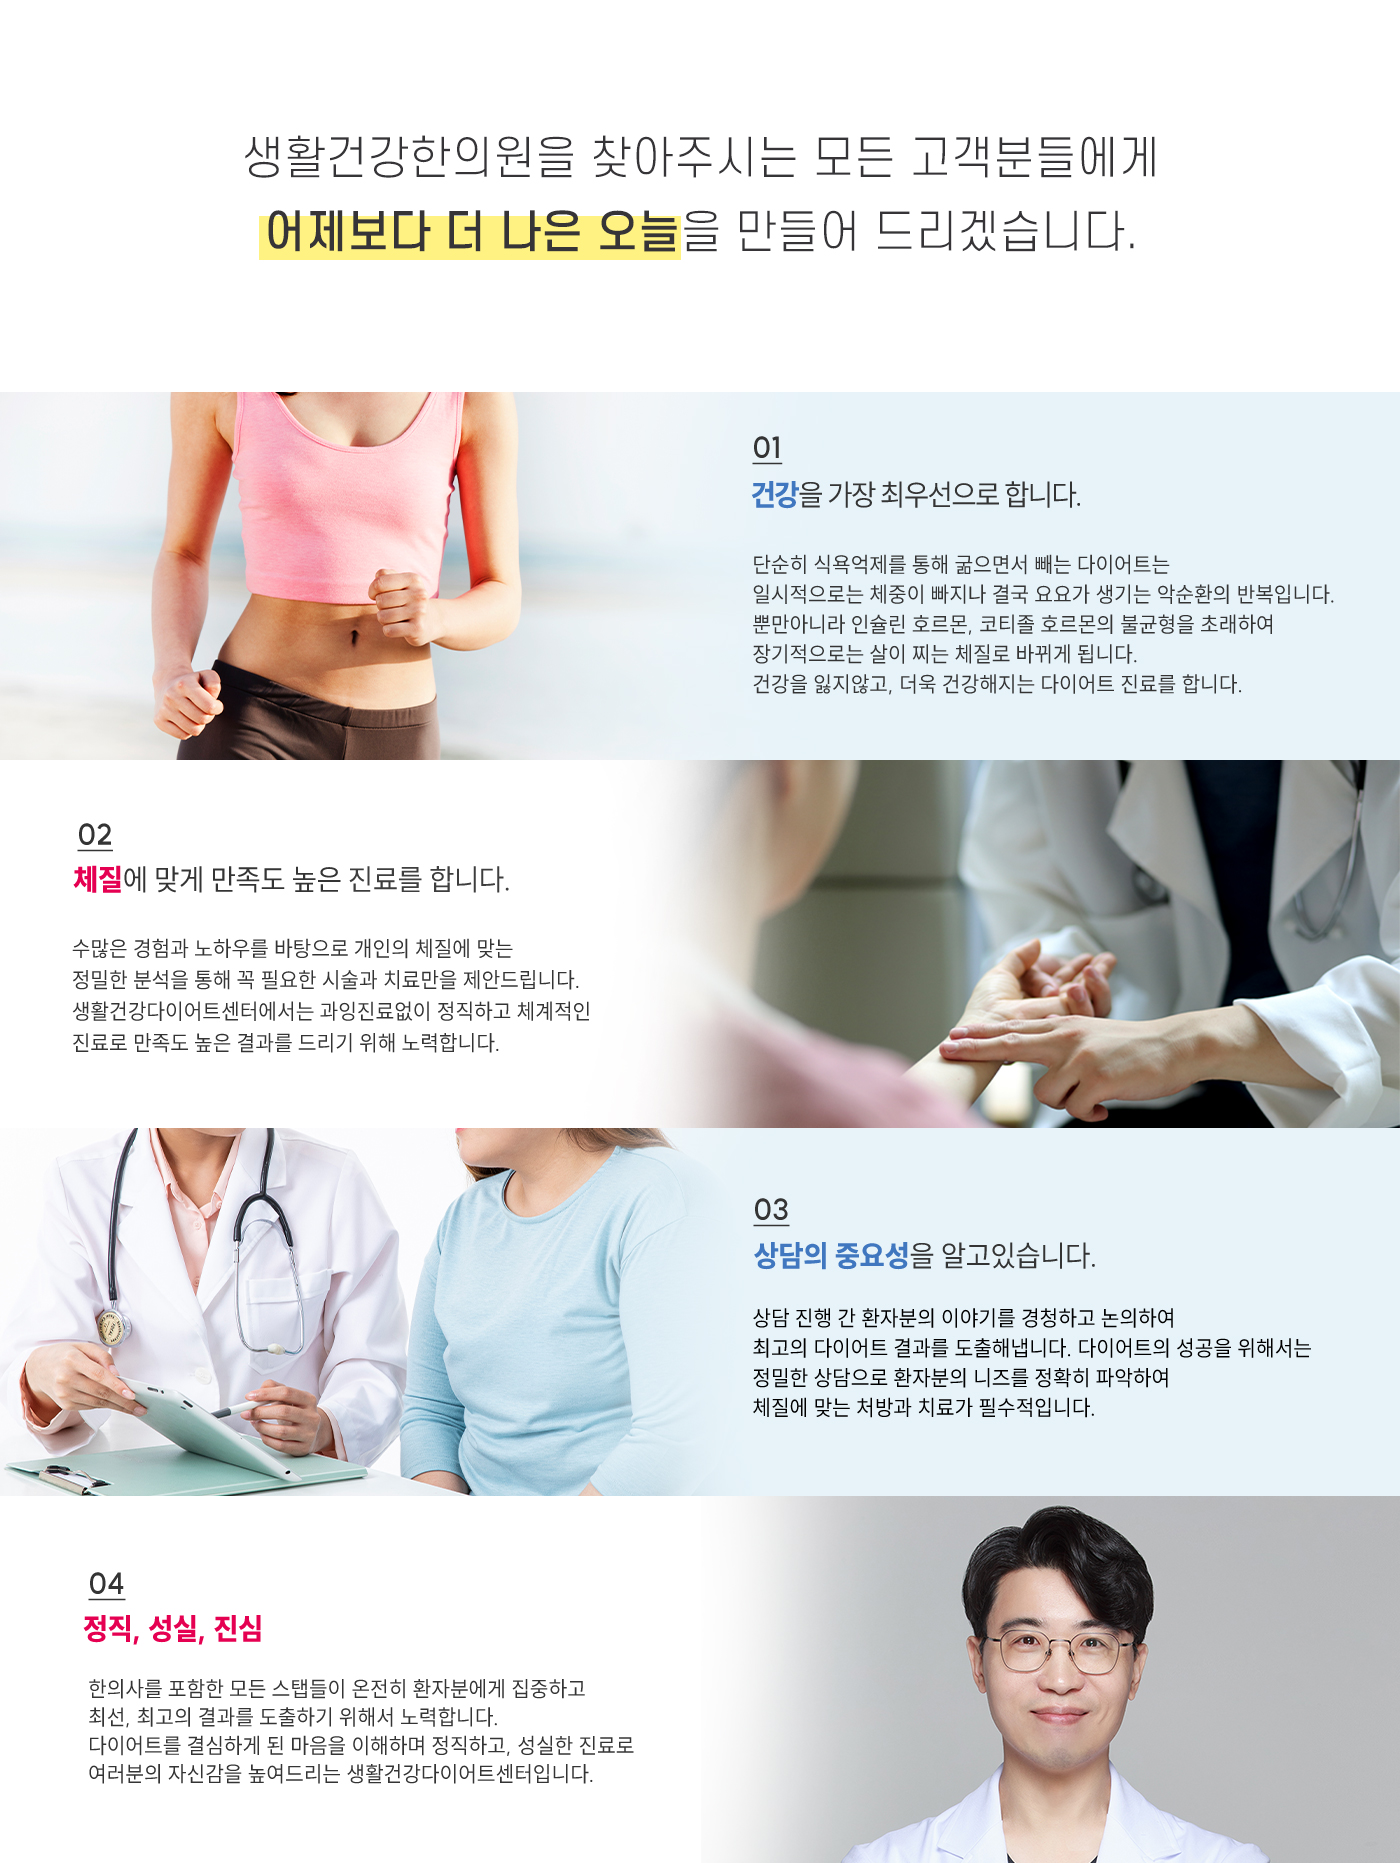 생활건강한의원을 찾아주시는 모든 고객분들에게
어제보다 더 나은 오늘을 만들어 드리겠습니다.
01
건강을 가장 최우선으로 합니다.
단순히 식욕억제를 통해 굶으면서 빼는 다이어트는
일시적으로는 체중이 빠지나 결국 요요가 생기는 악순환의 반복입니다.
뿐만아니라 인슐린 호르몬, 코티졸 호르몬의 불균형을 초래하여
장기적으로는 살이 찌는 체질로 바뀌게 됩니다.
건강을 잃지않고, 더욱 건강해지는 다이어트 진료를 합니다.
02
체질에 맞게 만족도 높은 진료를 합니다.
수많은 경험과 노하우를 바탕으로 개인의 체질에 맞는
정밀한 분석을 통해 꼭 필요한 시술과 치료만을 제안드립니다.
생활건강다이어트센터에서는 과잉진료없이 정직하고 체계적인
진료로 만족도 높은 결과를 드리기 위해 노력합니다.
03
상담의 중요성을 알고있습니다.
상담 진행 간 환자분의 이야기를 경청하고 논의하여
최고의 다이어트 결과를 도출해냅니다. 다이어트의 성공을 위해서는
정밀한 상담으로 환자분의 니즈를 정확히 파악하여
체질에 맞는 처방과 치료가 필수적입니다.
04
정직, 성실, 진심
한의사를 포함한 모든 스탭들이 온전히 환자분에게 집중하고
최선, 최고의 결과를 도출하기 위해서 노력합니다.
다이어트를 결심하게 된 마음을 이해하며 정직하고, 성실한 진료로
여러분의 자신감을 높여드리는 생활건강다이어트센터입니다.